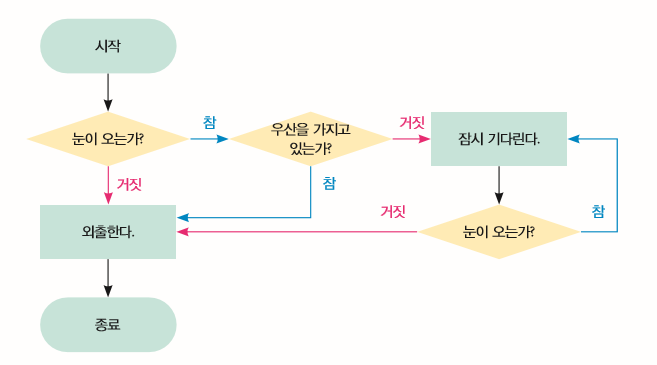 시작
눈이 오는가?
참
우산을 가지고
있는가?
거짓
잠시 기다린다.
거짓
참
거짓
눈이 오는가?
참
외출한다.
종료